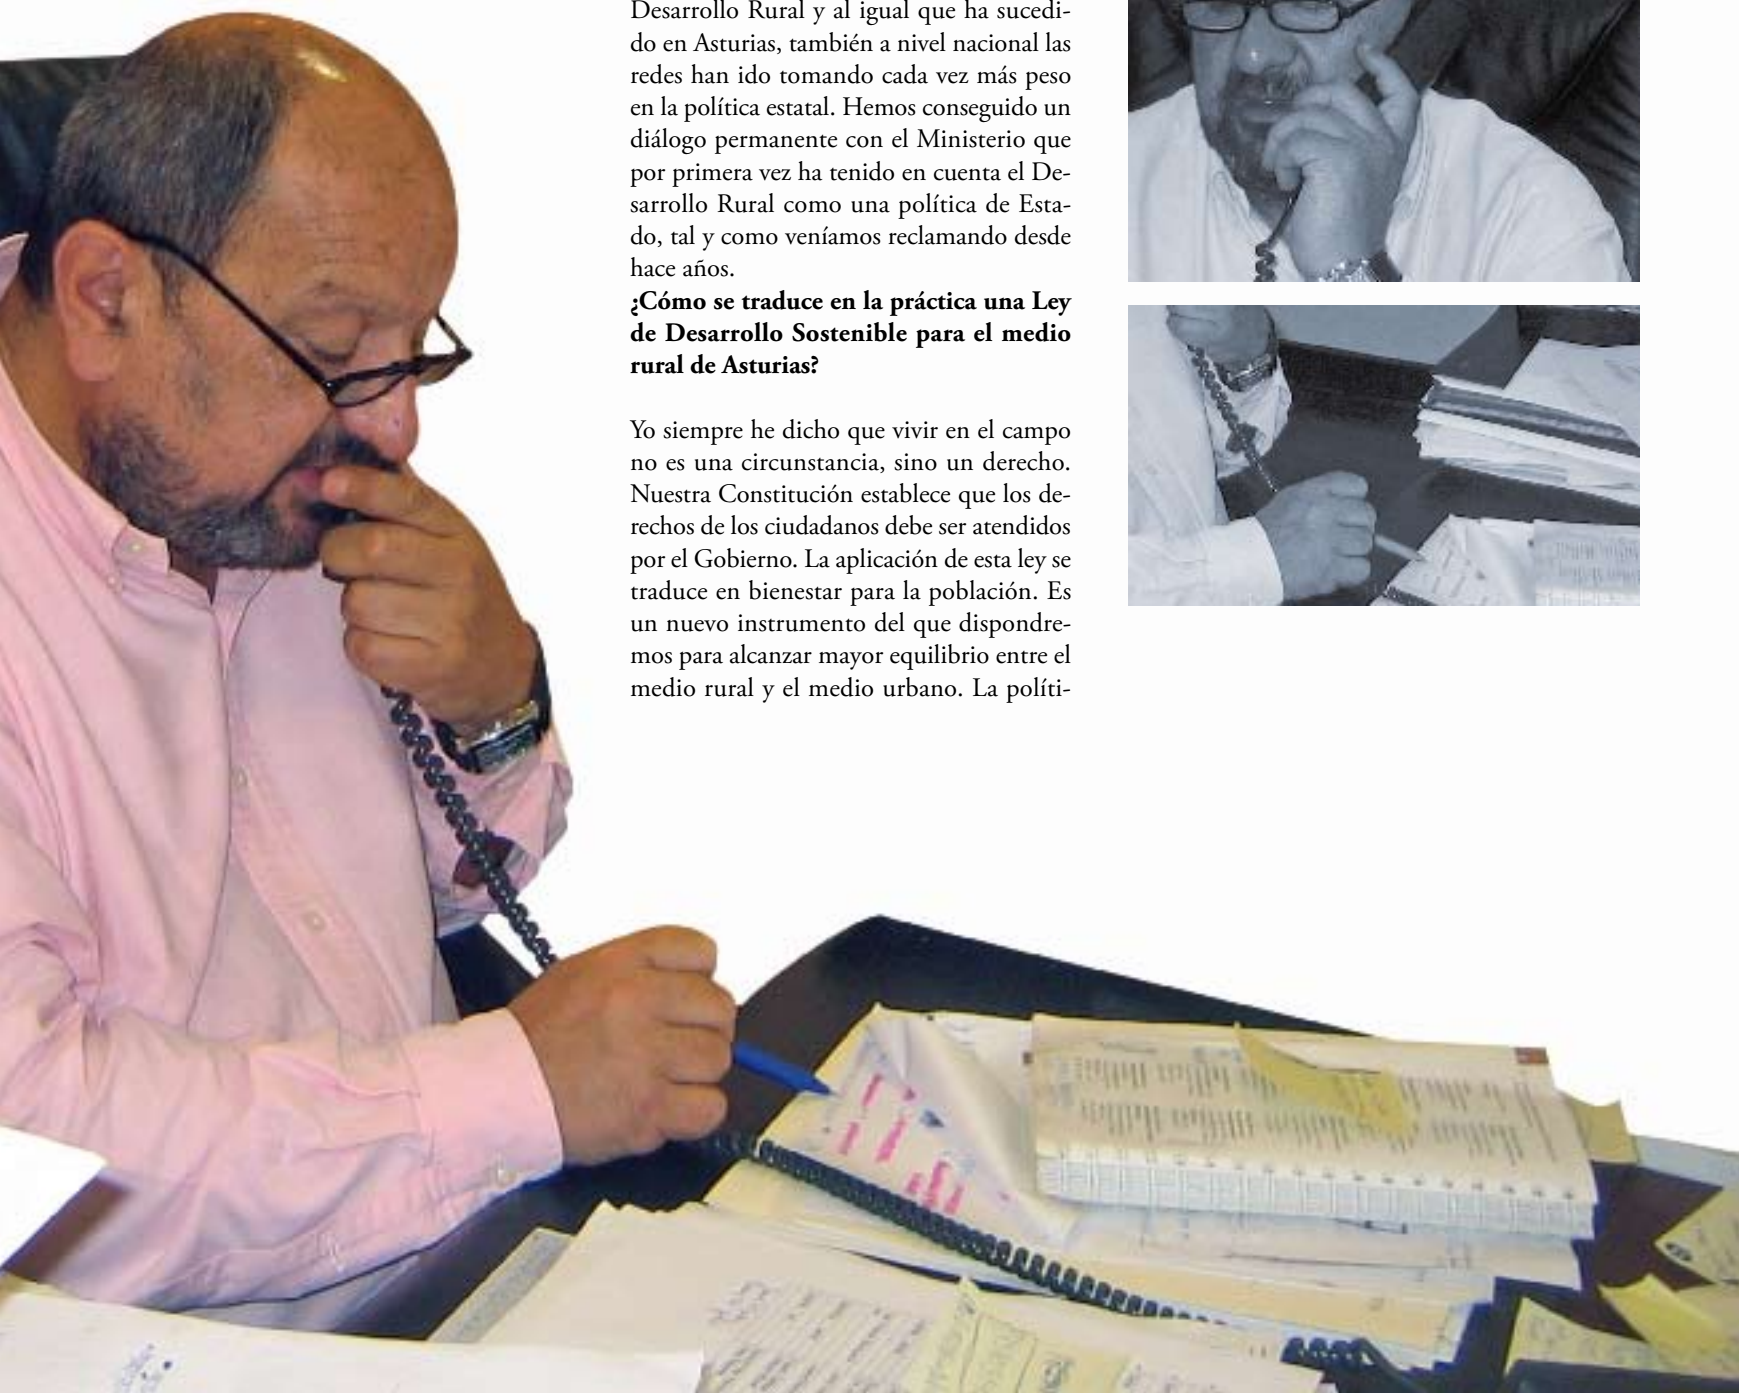 Desarrollo Rural y al igual que ha sucedi-
do en Asturias, también a nivel nacional las
redes han ido tomando cada vez más peso
en la política estatal. Hemos conseguido un
diálogo permanente con el Ministerio que
por primera vez ha tenido en cuenta el De-
sarrollo Rural como una política de Esta-
do, tal y como veníamos reclamando desde
hace años.
¿Cómo se traduce en la práctica una Ley
de Desarrollo Sostenible para el medio
rural de Asturias?
Yo siempre he dicho que vivir en el campo
no es una circunstancia, sino un derecho.
Nuestra Constitución establece que los de-
rechos de los ciudadanos debe ser atendidos
por el Gobierno. La aplicación de esta ley se
traduce en bienestar para la población. Es
un nuevo instrumento del que dispondre-
mos para alcanzar mayor equilibrio entre el
medio rural y el medio urbano. La políti-